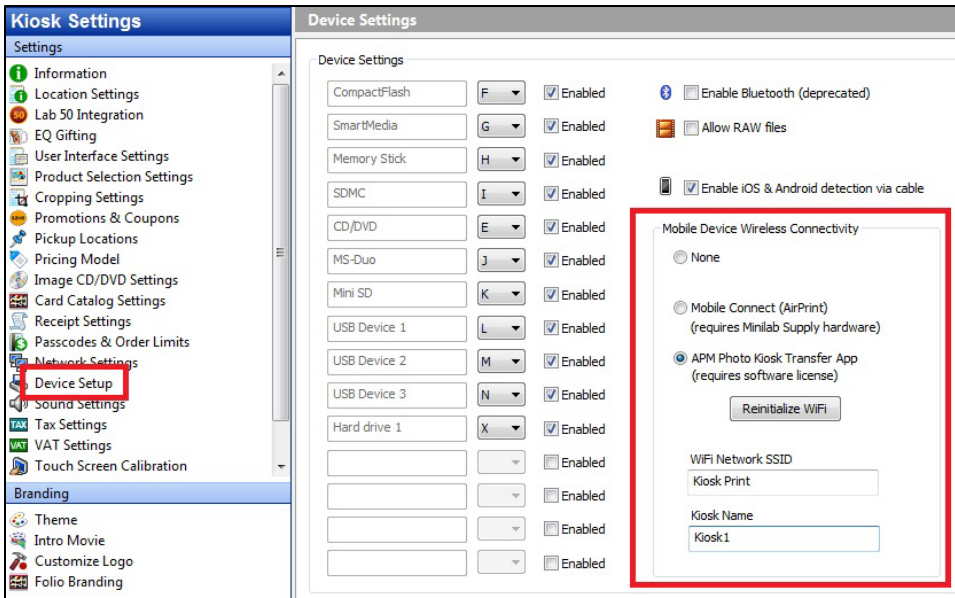 Kiosk Settings
Settings
Information
Location Settings
50 Lab 50 Integration
EQ Gifting
User Interface Settings
Product Selection Settings
Cropping Settings
save Promotions & Coupons
Pickup Locations
Pricing Model
Image CD/DVD Settings
Card Catalog Settings
Receipt Settings
Passcodes & Order Limits
Network Settings
Device Setup
Sound Settings
TAX Tax Settings
VAT VAT Settings
Touch Screen Calibration
Branding
Theme
Intro Movie
Customize Logo
Folio Branding
Device Settings
Device Settings
CompactFlash F Enabled
SmartMedia G Enabled
Memory Stick H Enabled
SDMC I Enabled
CD/DVD E Enabled
MS-Duo J Enabled
Mini SD K Enabled
USB Device 1 L Enabled
USB Device 2 M Enabled
USB Device 3 N Enabled
Hard drive 1 X Enabled
Enabled
Enabled
Enabled
Enabled
Enable Bluetooth (deprecated)
Allow RAW files
Enable iOS & Android detection via cable
Mobile Device Wireless Connectivity
None
Mobile Connect (AirPrint)
(requires Minilab Supply hardware)
APM Photo Kiosk Transfer App
(requires software license)
Reinitialize WiFi
WiFi Network SSID
Kiosk Print
Kiosk Name
Kiosk1